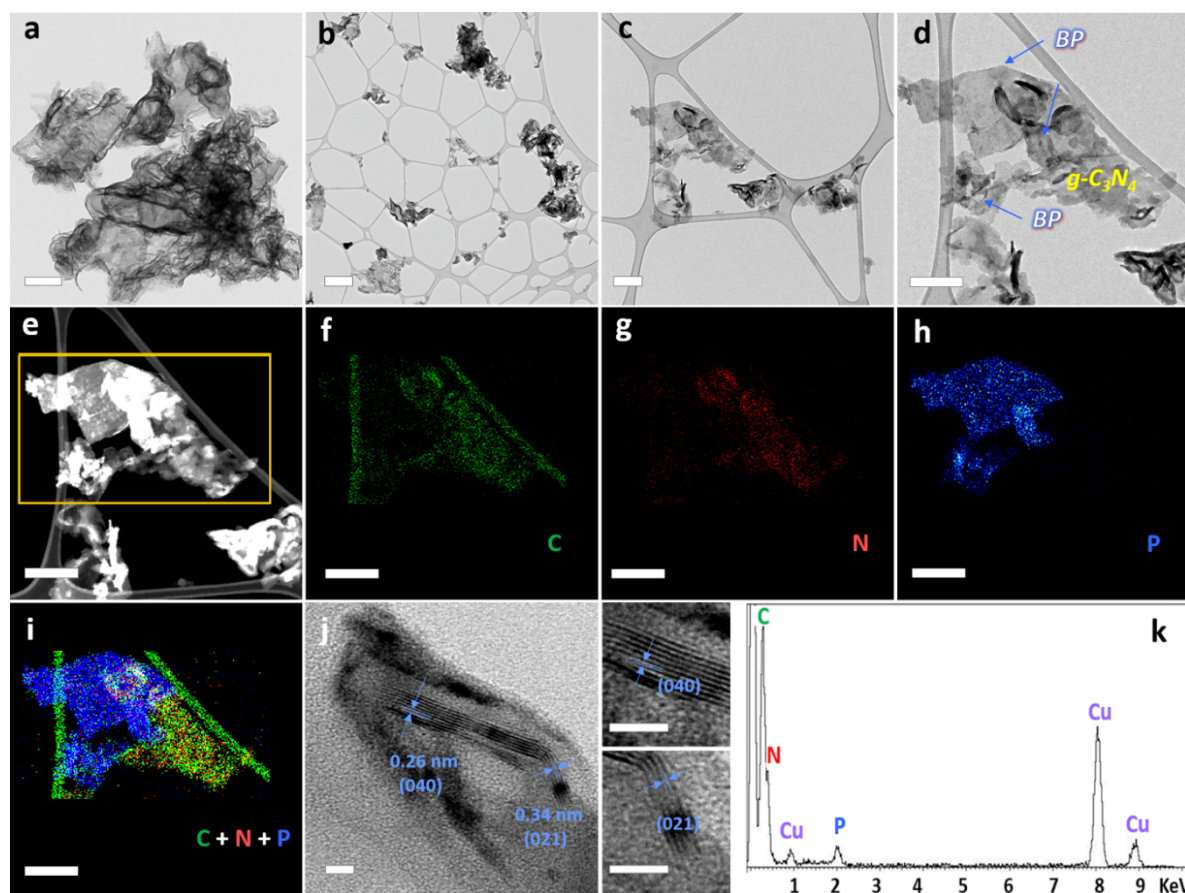 a
b
c
d
BP
g-C₃N₄
BP
e
f
C
g
N
h
P
i
C + N + P
j
0.26 nm
(040)
0.34 nm
(021)
(040)
(021)
k
C
N
Cu
P
Cu
Cu
1 2 3 4 5 6 7 8 9 KeV